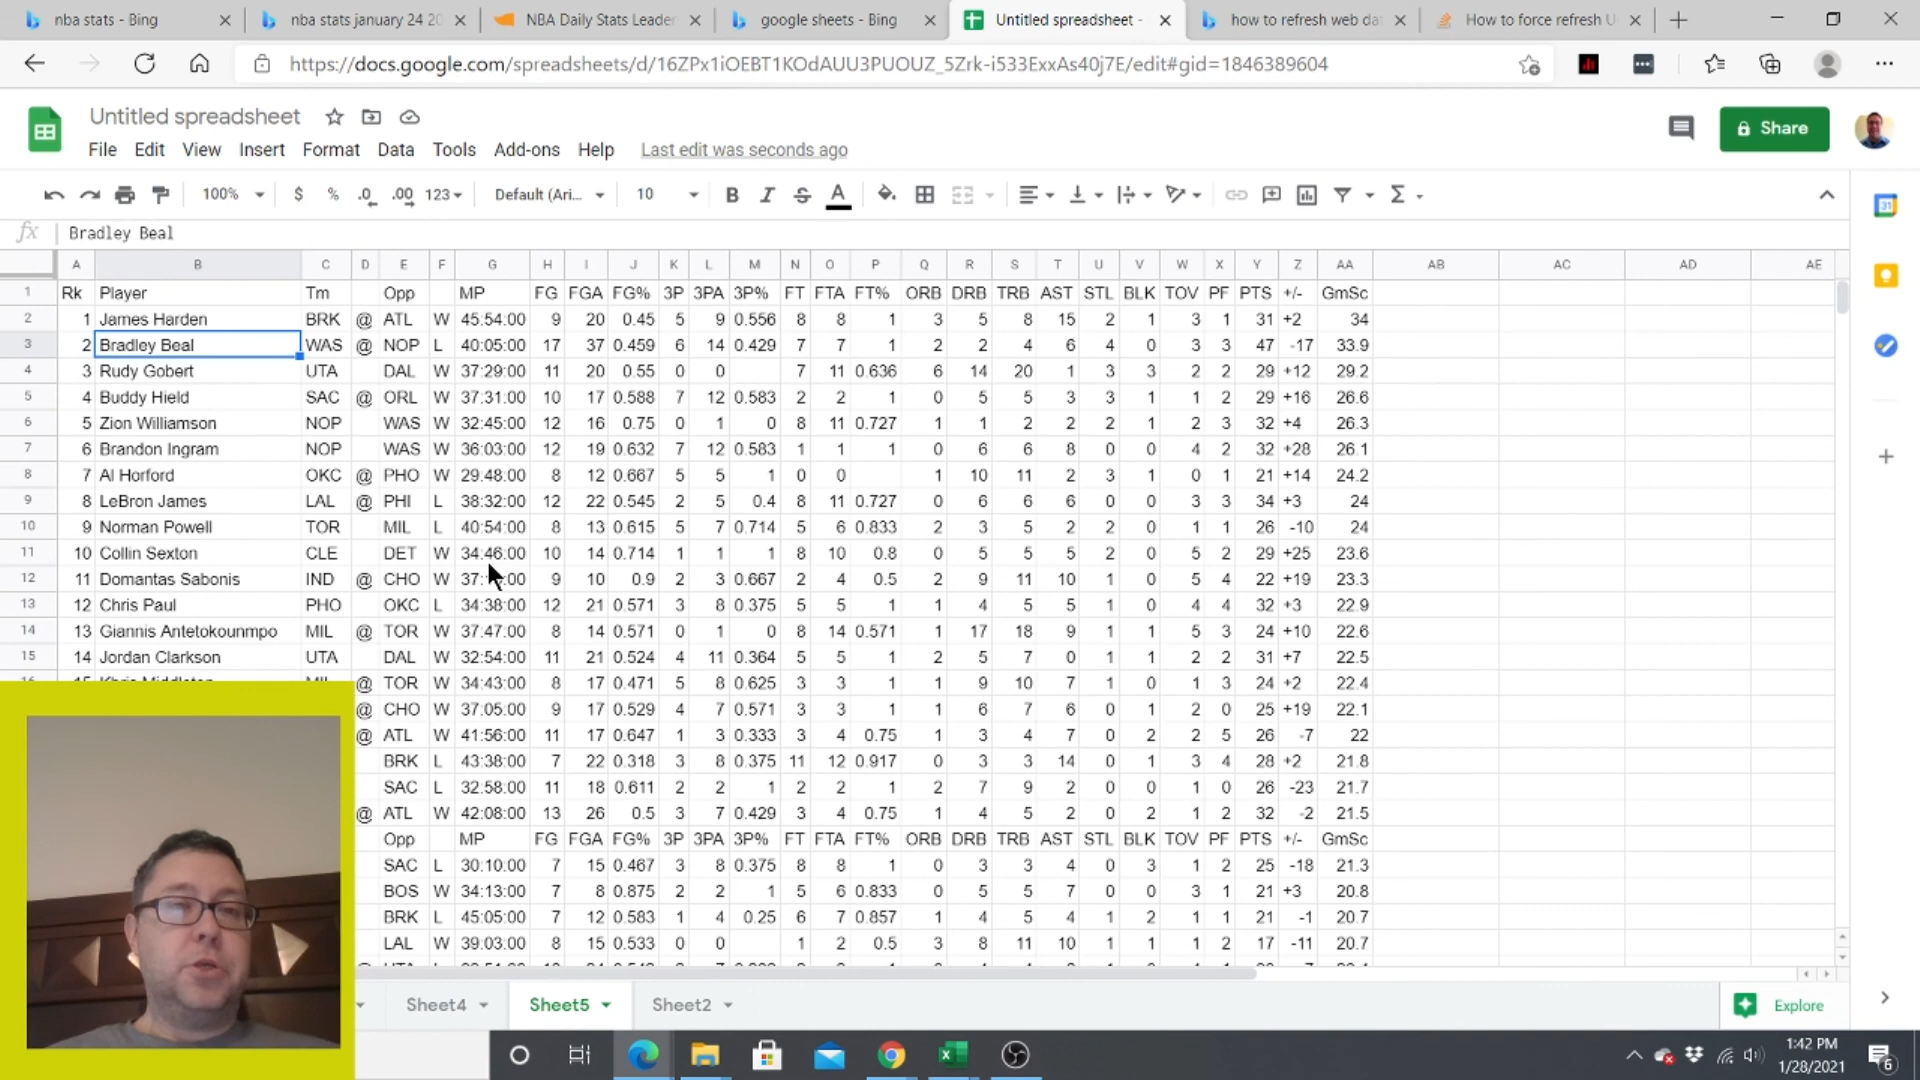 nba stats - Bing
nba stats january 24 20
NBA Daily Stats Leader
google sheets - Bing
Untitled spreadsheet -
how to refresh web da
How to force refresh U
https://docs.google.com/spreadsheets/d/16ZPx1iOEBT1KOdAUU3PUOUZ_5Zrk-i533ExxAs40j7E/edit#gid=1846389604
Untitled spreadsheet
Share
File Edit View Insert Format Data Tools Add-ons Help Last edit was seconds ago
100% $ % .0 .00 123 Default (Ari... 10 B I S A Σ
fx Bradley Beal
A B C D E F G H I J K L M N O P Q R S T U V W X Y Z AA AB AC AD AE
1 Rk Player Tm Opp MP FG FGA FG% 3P 3PA 3P% FT FTA FT% ORB DRB TRB AST STL BLK TOV PF PTS +/- GmSc
2 1 James Harden BRK @ ATL W 45:54:00 9 20 0.45 5 9 0.556 8 8 1 3 5 8 15 2 1 3 1 31 +2 34
3 2 Bradley Beal WAS @ NOP L 40:05:00 17 37 0.459 6 14 0.429 7 7 1 2 2 4 6 4 0 3 3 47 -17 33.9
4 3 Rudy Gobert UTA DAL W 37:29:00 11 20 0.55 0 0 7 11 0.636 6 14 20 1 3 3 2 2 29 +12 29.2
5 4 Buddy Hield SAC @ ORL W 37:31:00 10 17 0.588 7 12 0.583 2 2 1 0 5 5 3 3 1 1 2 29 +16 26.6
6 5 Zion Williamson NOP WAS W 32:45:00 12 16 0.75 0 1 0 8 11 0.727 1 1 2 2 2 1 2 3 32 +4 26.3
7 6 Brandon Ingram NOP WAS W 36:03:00 12 19 0.632 7 12 0.583 1 1 1 0 6 6 8 0 0 4 2 32 +28 26.1
8 7 Al Horford OKC @ PHO W 29:48:00 8 12 0.667 5 5 1 0 0 1 10 11 2 3 1 0 1 21 +14 24.2
9 8 LeBron James LAL @ PHI L 38:32:00 12 22 0.545 2 5 0.4 8 11 0.727 0 6 6 6 0 0 3 3 34 +3 24
10 9 Norman Powell TOR MIL L 40:54:00 8 13 0.615 5 7 0.714 5 6 0.833 2 3 5 2 2 0 1 1 26 -10 24
11 10 Collin Sexton CLE DET W 34:46:00 10 14 0.714 1 1 1 8 10 0.8 0 5 5 5 2 0 5 2 29 +25 23.6
12 11 Domantas Sabonis IND @ CHO W 9 10 0.9 2 3 0.667 2 4 0.5 2 9 11 10 1 0 5 4 22 +19 23.3
13 12 Chris Paul PHO OKC L 34:38:00 12 21 0.571 3 8 0.375 5 5 1 1 4 5 5 1 0 4 4 32 +3 22.9
14 13 Giannis Antetokounmpo MIL @ TOR W 37:47:00 8 14 0.571 0 1 0 8 14 0.571 1 17 18 9 1 1 5 3 24 +10 22.6
15 14 Jordan Clarkson UTA DAL W 32:54:00 11 21 0.524 4 11 0.364 5 5 1 2 5 7 0 1 1 2 2 31 +7 22.5
@ TOR W 34:43:00 8 17 0.471 5 8 0.625 3 3 1 1 9 10 7 1 0 1 3 24 +2 22.4
@ CHO W 37:05:00 9 17 0.529 4 7 0.571 3 3 1 1 6 7 6 0 1 2 0 25 +19 22.1
@ ATL W 41:56:00 11 17 0.647 1 3 0.333 3 4 0.75 1 3 4 7 0 2 2 5 26 -7 22
BRK L 43:38:00 7 22 0.318 3 8 0.375 11 12 0.917 0 3 3 14 0 1 3 4 28 +2 21.8
SAC L 32:58:00 11 18 0.611 2 2 1 2 2 1 2 7 9 2 0 0 1 0 26 -23 21.7
@ ATL W 42:08:00 13 26 0.5 3 7 0.429 3 4 0.75 1 4 5 2 0 2 1 2 32 -2 21.5
Opp MP FG FGA FG% 3P 3PA 3P% FT FTA FT% ORB DRB TRB AST STL BLK TOV PF PTS +/- GmSc
SAC L 30:10:00 7 15 0.467 3 8 0.375 8 8 1 0 3 3 4 0 3 1 2 25 -18 21.3
BOS W 34:13:00 7 8 0.875 2 2 1 5 6 0.833 0 5 5 7 0 0 3 1 21 +3 20.8
BRK L 45:05:00 7 12 0.583 1 4 0.25 6 7 0.857 1 4 5 4 1 2 1 1 21 -1 20.7
LAL W 39:03:00 8 15 0.533 0 0 1 2 0.5 3 8 11 10 1 1 1 2 17 -11 20.7
Sheet4 Sheet5 Sheet2 Explore
1:42 PM
1/28/2021
6